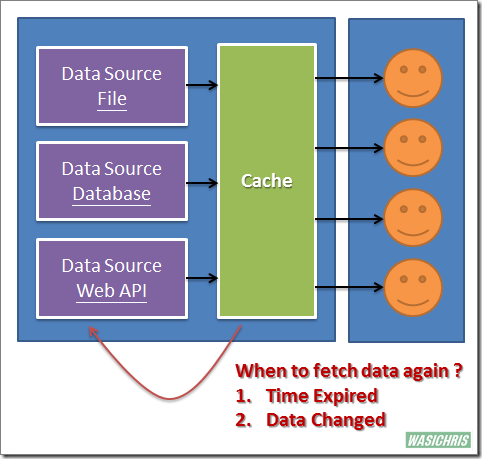 Data Source
File
Data Source
Database
Data Source
Web API
Cache
When to fetch data again ?
1. Time Expired
2. Data Changed
WASICHRIS